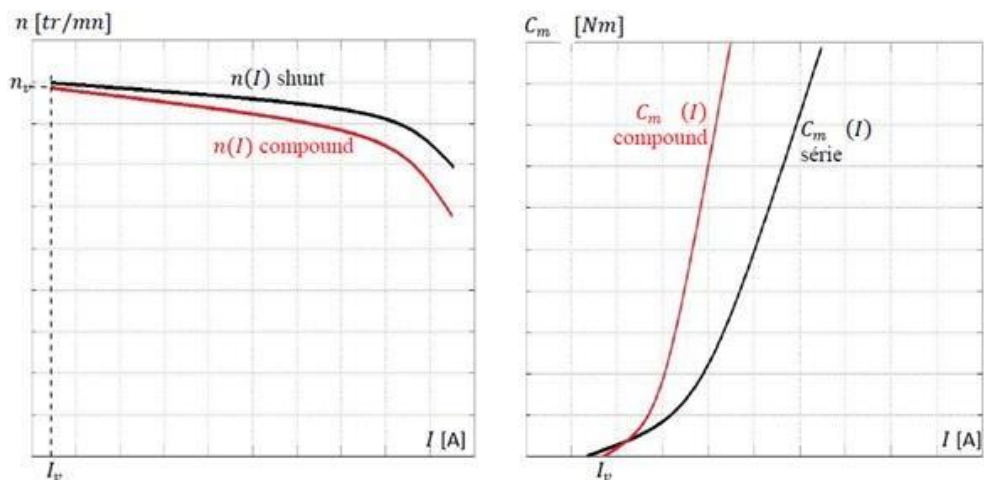 n [tr/mn]
n_v
n(I) shunt
n(I) compound
I [A]
I_v
C_m [Nm]
C_m (I)
compound
C_m (I)
série
I [A]
I_v